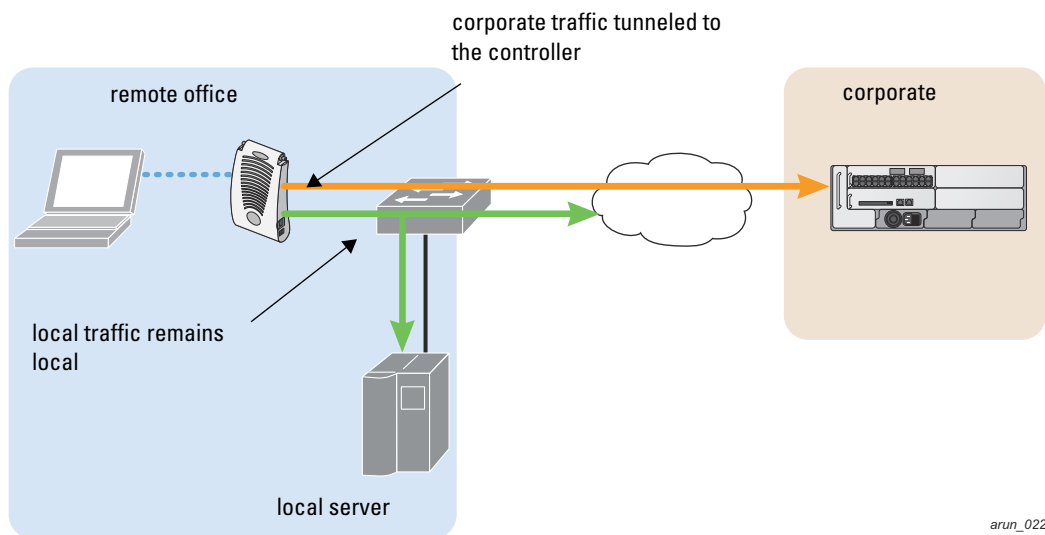 corporate traffic tunneled to
the controller
remote office
corporate
local traffic remains
local
local server
arun_022